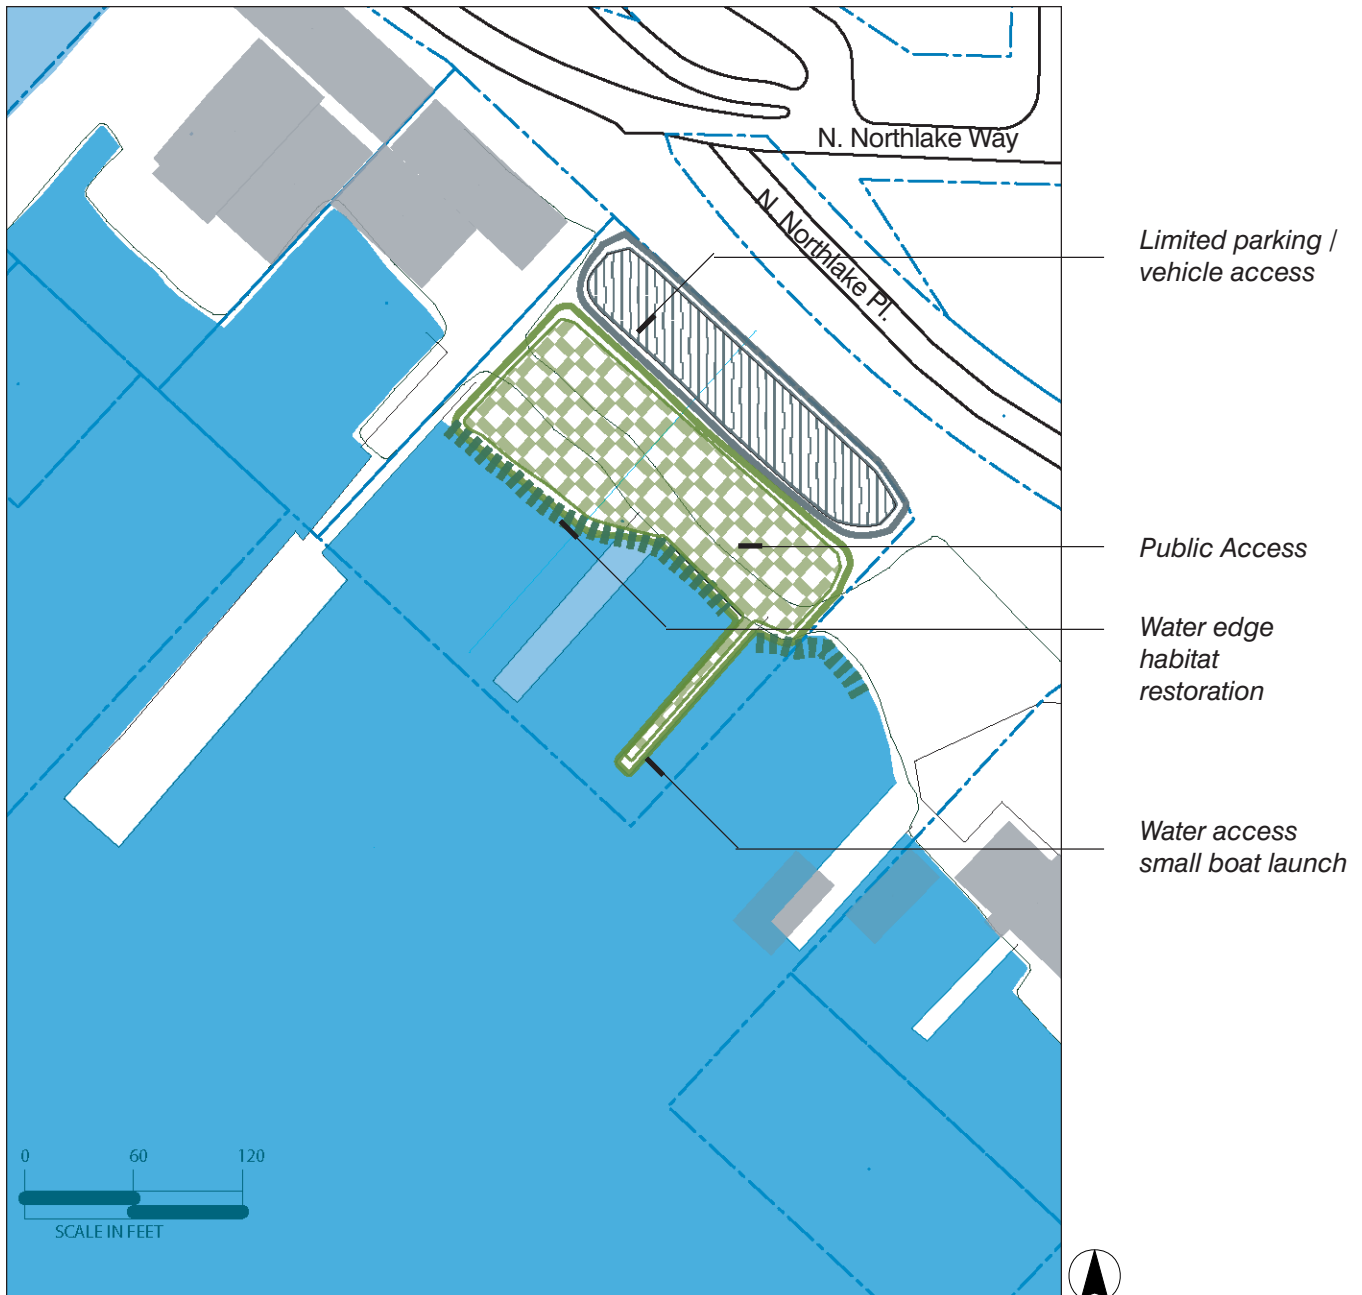 N. Northlake Way
N. Northlake Pl.
Limited parking /
vehicle access
Public Access
Water edge
habitat
restoration
Water access
small boat launch
0 60 120
SCALE IN FEET